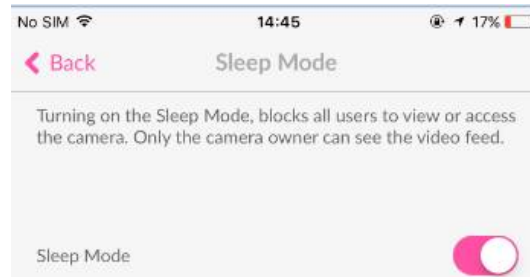 No SIM 14:45 17%
Back Sleep Mode
Turning on the Sleep Mode, blocks all users to view or access
the camera. Only the camera owner can see the video feed.
Sleep Mode